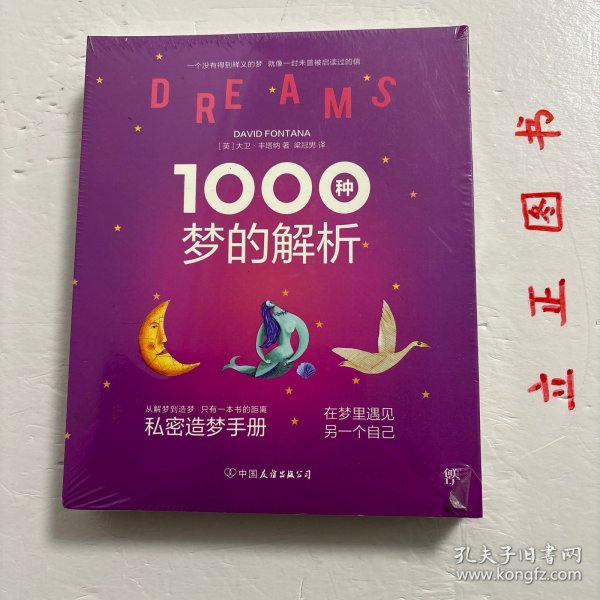 一个没有得到释义的梦 就像一封未曾被启读过的信
DREAMS
DAVID FONTANA
[英]大卫·丰塔纳 著 梁冠男 译
1000种
梦的解析
从解梦到造梦 只有一本书的距离
私密造梦手册
在梦里遇见
另一个自己
中国友谊出版公司
立正图书
孔夫子旧书网
www.kongfz.com